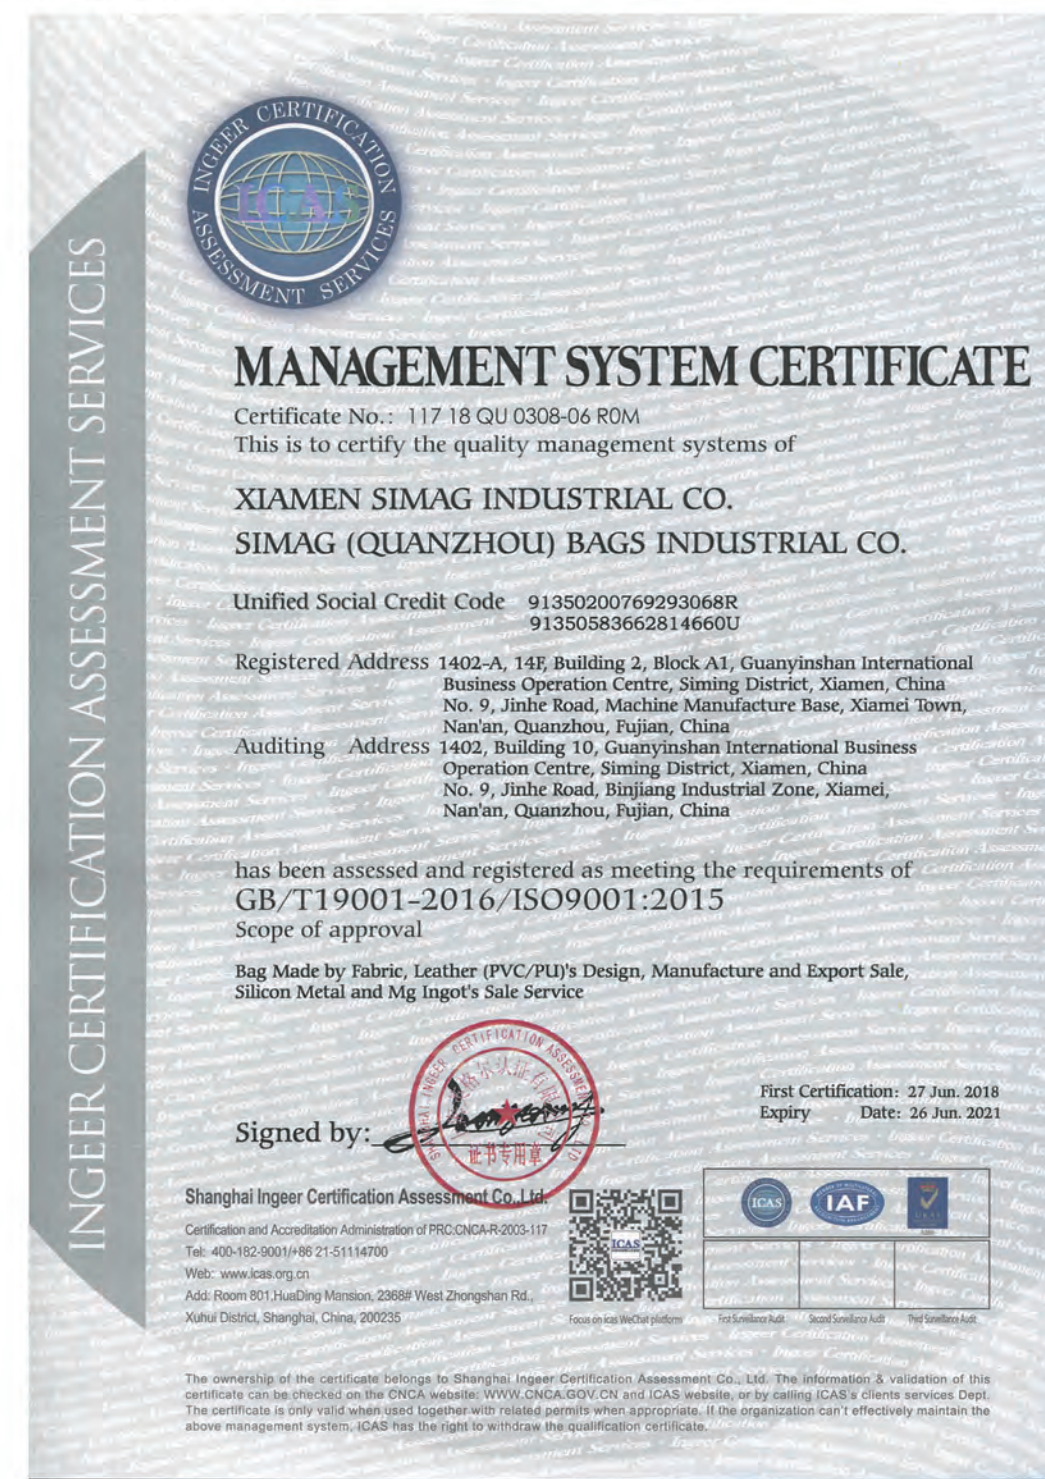 INGEER CERTIFICATION ASSESSMENT SERVICES
INGEER CERTIFICATION
ASSESSMENT SERVICES
ICAS
MANAGEMENT SYSTEM CERTIFICATE
Certificate No.: 117 18 QU 0308-06 R0M
This is to certify the quality management systems of
XIAMEN SIMAG INDUSTRIAL CO.
SIMAG (QUANZHOU) BAGS INDUSTRIAL CO.
Unified Social Credit Code 91350200769293068R
91350583662814660U
Registered Address 1402-A, 14F, Building 2, Block A1, Guanyinshan International
Business Operation Centre, Siming District, Xiamen, China
No. 9, Jinhe Road, Machine Manufacture Base, Xiamei Town,
Nan'an, Quanzhou, Fujian, China
Auditing Address 1402, Building 10, Guanyinshan International Business
Operation Centre, Siming District, Xiamen, China
No. 9, Jinhe Road, Binjiang Industrial Zone, Xiamei,
Nan'an, Quanzhou, Fujian, China
has been assessed and registered as meeting the requirements of
GB/T19001-2016/ISO9001:2015
Scope of approval
Bag Made by Fabric, Leather (PVC/PU)'s Design, Manufacture and Export Sale,
Silicon Metal and Mg Ingot's Sale Service
SHANGHAI INGEER CERTIFICATION ASSESSMENT CO LTD
格尔认证有限
证书专用章
First Certification: 27 Jun. 2018
Expiry Date: 26 Jun. 2021
Signed by:
Shanghai Ingeer Certification Assessment Co.,Ltd.
Certification and Accreditation Administration of PRC:CNCA-R-2003-117
Tel: 400-182-9001/+86 21-51114700
Web: www.icas.org.cn
Add: Room 801,HuaDing Mansion, 2368# West Zhongshan Rd.,
Xuhui District, Shanghai, China, 200235
ICAS
Focus on icas WeChat platform
ICAS
IAF
UKAS
First Surveillance Audit Second Surveillance Audit Third Surveillance Audit
The ownership of the certificate belongs to Shanghai Ingeer Certification Assessment Co., Ltd. The information & validation of this
certificate can be checked on the CNCA website: WWW.CNCA.GOV.CN and ICAS website, or by calling ICAS's clients services Dept.
The certificate is only valid when used together with related permits when appropriate. If the organization can't effectively maintain the
above management system, ICAS has the right to withdraw the qualification certificate.